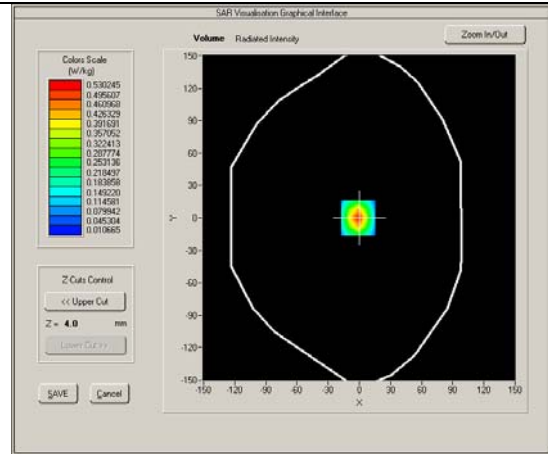 SAR Visualisation Graphical Interface
Volume Radiated Intensity
Zoom In/Out
Colors Scale
(W/kg)
0.530245
0.495607
0.460968
0.426329
0.391691
0.357052
0.322413
0.287774
0.253136
0.218497
0.183858
0.149220
0.114581
0.079942
0.045304
0.010665
Z Cuts Control
<< Upper Cut
Z = 4.0 mm
Lower Cut >>
SAVE
Cancel
150
120
90
60
30
0
-30
-60
-90
-120
-150
Y
-150 -120 -90 -60 -30 0 30 60 90 120 150
X